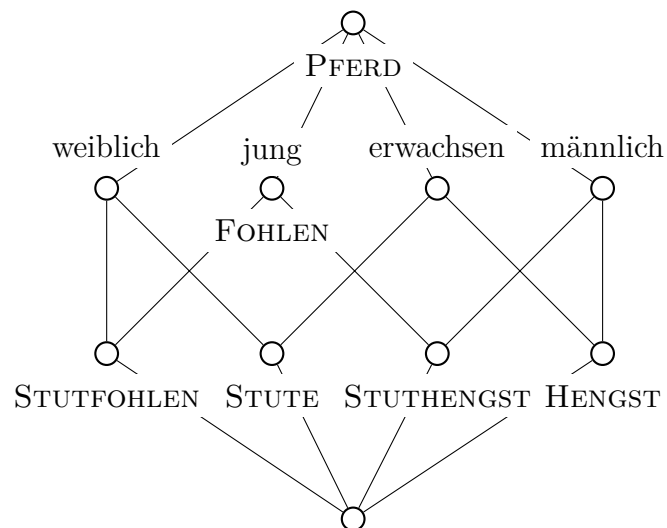 PFERD
weiblich jung erwachsen männlich
FOHLEN
STUTFOHLEN STUTE STUTHENGST HENGST